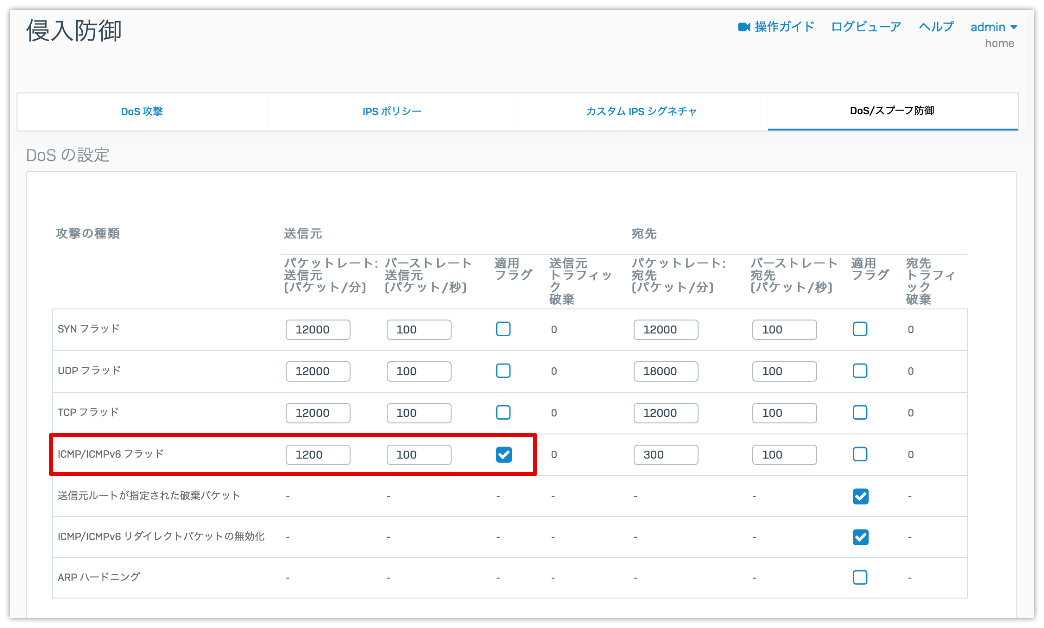 侵入防御
操作ガイド ログビューア ヘルプ admin
home
DoS 攻撃 IPS ポリシー カスタム IPS シグネチャ DoS/スプーフ防御
DoS の設定
攻撃の種類 送信元 宛先
パケットレート: バーストレート 適用 送信元 パケットレート: バーストレート 適用 宛先
送信元 送信元 フラグ トラフィッ 宛先 宛先 フラグ トラフィ
(パケット/分) (パケット/秒) ク (パケット/分) (パケット/秒) ック
破棄 破棄
SYN フラッド 12000 100 0 12000 100 0
UDP フラッド 12000 100 0 18000 100 0
TCP フラッド 12000 100 0 12000 100 0
ICMP/ICMPv6 フラッド 1200 100 0 300 100 0
送信元ルートが指定された破棄パケット - - - - - - -
ICMP/ICMPv6 リダイレクトパケットの無効化 - - - - - - -
ARP ハードニング - - - - - - -